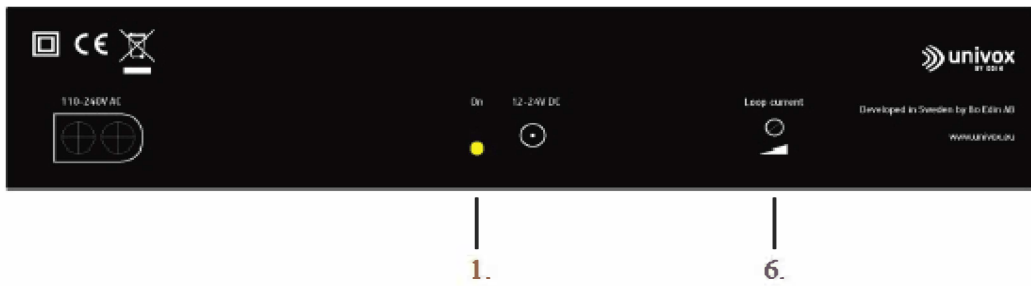 CE
univox
BY EDIN
110-240V AC
On
12-24V DC
Loop current
Developed in Sweden by Bo Edin AB
www.univox.eu
1.
6.